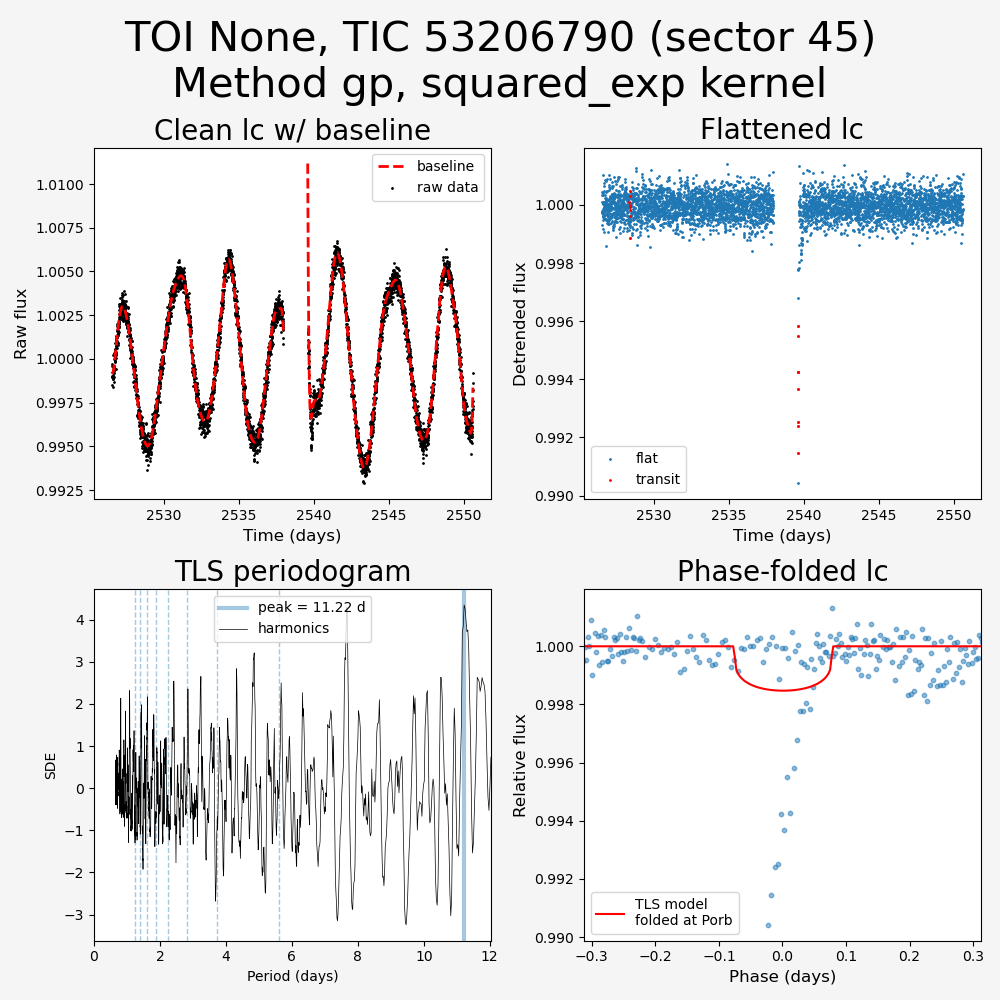 TOI None, TIC 53206790 (sector 45)
Method gp, squared_exp kernel
Clean lc w/ baseline
baseline
raw data
1.0100
1.0075
1.0050
1.0025
1.0000
0.9975
0.9950
0.9925
Raw flux
2530
2535
2540
2545
2550
Time (days)
Flattened lc
1.000
0.998
0.996
0.994
0.992
0.990
Detrended flux
flat
transit
2530
2535
2540
2545
2550
Time (days)
TLS periodogram
peak = 11.22 d
harmonics
4
3
2
1
0
−1
−2
−3
SDE
0
2
4
6
8
10
12
Period (days)
Phase-folded lc
1.000
0.998
0.996
0.994
0.992
0.990
Relative flux
TLS model
folded at Porb
−0.3
−0.2
−0.1
0.0
0.1
0.2
0.3
Phase (days)